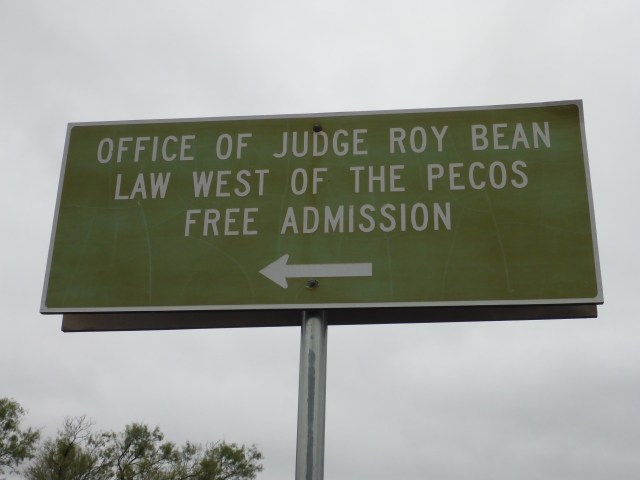 OFFICE OF JUDGE ROY BEAN
LAW WEST OF THE PECOS
FREE ADMISSION